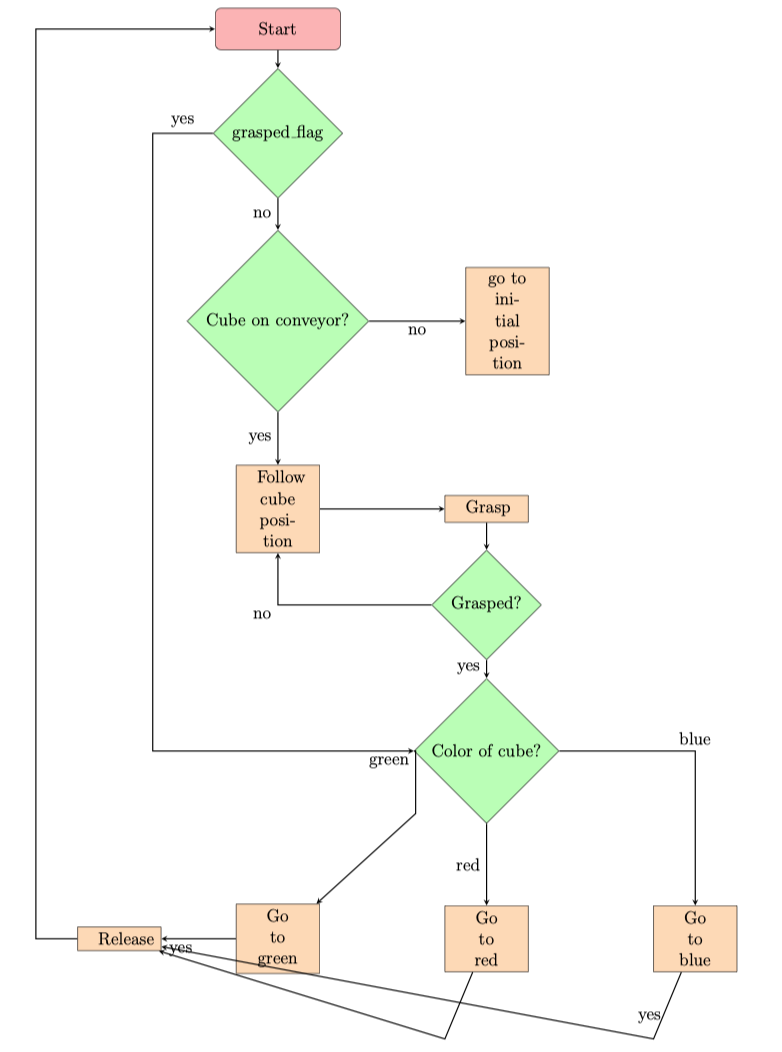 Start
yes
grasped_flag
no
Cube on conveyor?
no
go to
ini-
tial
posi-
tion
yes
Follow
cube
posi-
tion
Grasp
Grasped?
no
yes
Color of cube?
green
blue
red
Release
yes
Go
to
green
Go
to
red
Go
to
blue
yes